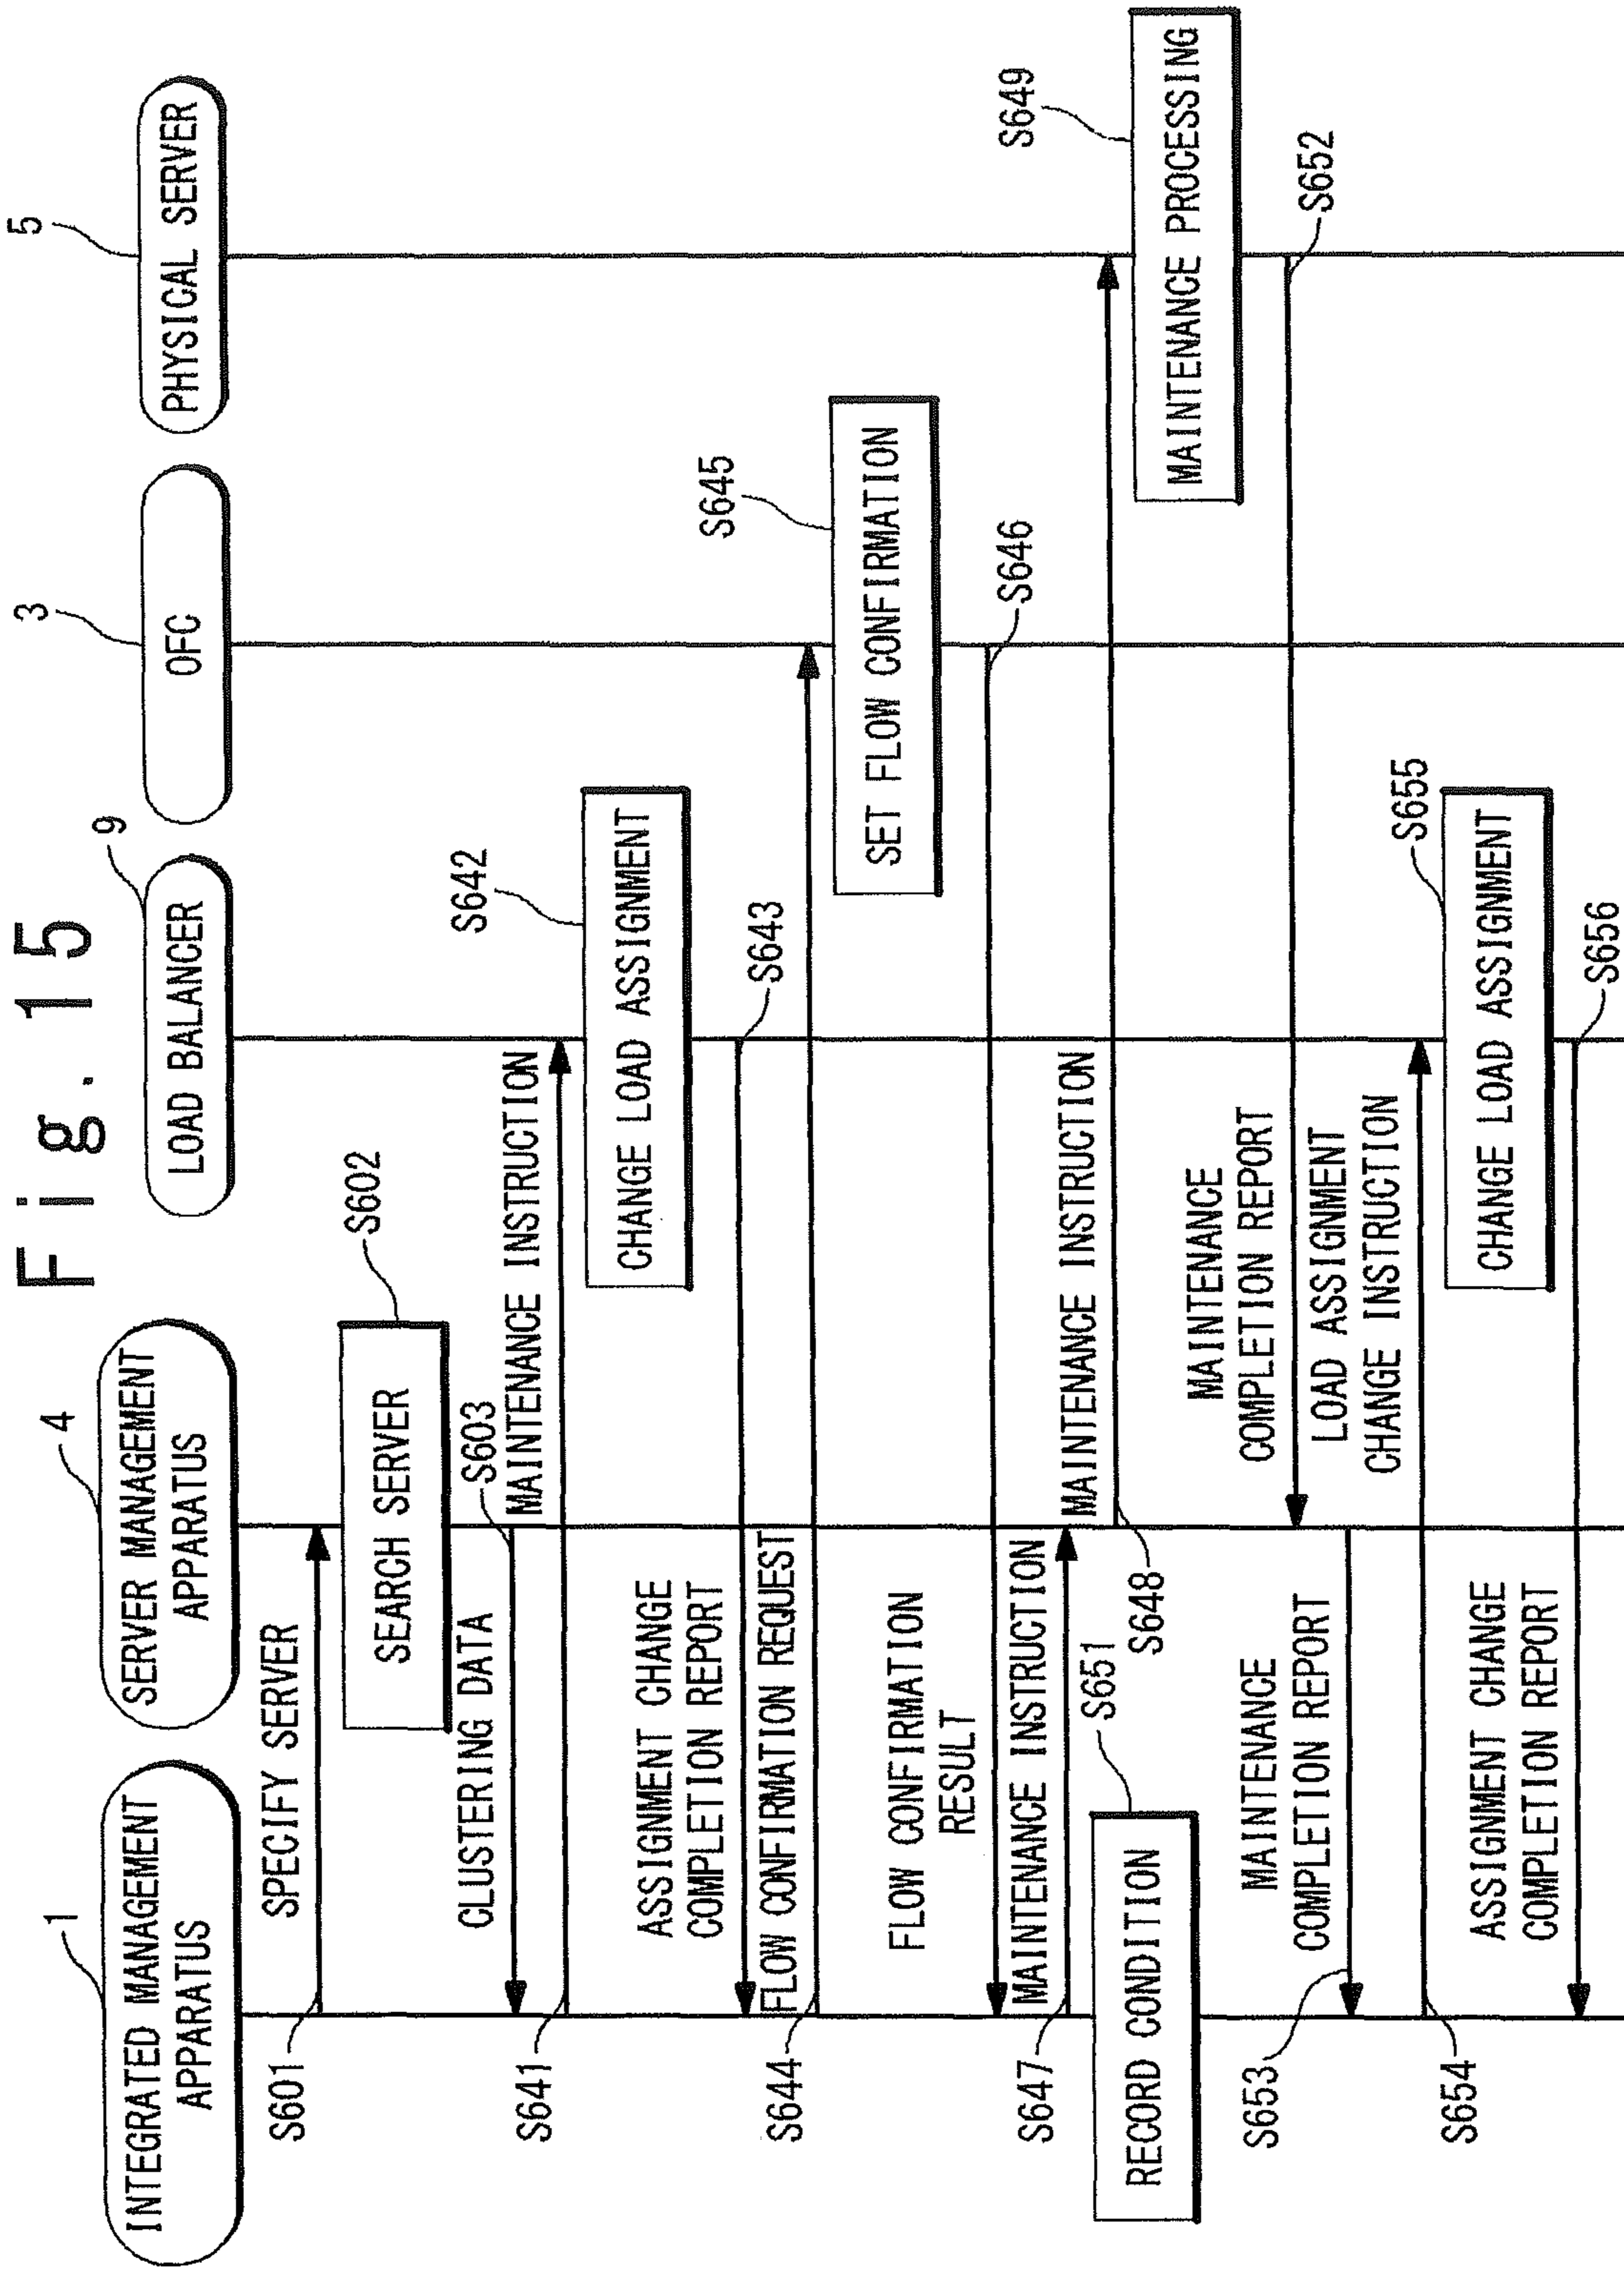 Fig. 15
1
INTEGRATED MANAGEMENT
APPARATUS
4
SERVER MANAGEMENT
APPARATUS
9
LOAD BALANCER
3
OFC
5
PHYSICAL SERVER
S601
SPECIFY SERVER
SEARCH SERVER
S602
CLUSTERING DATA
S603
S641
MAINTENANCE INSTRUCTION
CHANGE LOAD ASSIGNMENT
S642
ASSIGNMENT CHANGE
COMPLETION REPORT
S643
S644
FLOW CONFIRMATION REQUEST
SET FLOW CONFIRMATION
S645
FLOW CONFIRMATION
RESULT
S646
S647
MAINTENANCE INSTRUCTION
MAINTENANCE INSTRUCTION
S648
MAINTENANCE PROCESSING
S649
RECORD CONDITION
S651
MAINTENANCE
COMPLETION REPORT
S652
S653
MAINTENANCE
COMPLETION REPORT
S654
LOAD ASSIGNMENT
CHANGE INSTRUCTION
CHANGE LOAD ASSIGNMENT
S655
ASSIGNMENT CHANGE
COMPLETION REPORT
S656